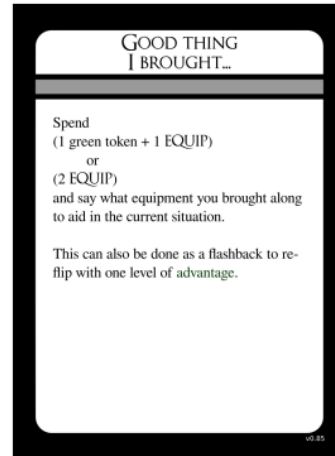 GOOD THING
I BROUGHT...
Spend
(1 green token + 1 EQUIP)
or
(2 EQUIP)
and say what equipment you brought along
to aid in the current situation.
This can also be done as a flashback to re-
flip with one level of advantage.
v0.85